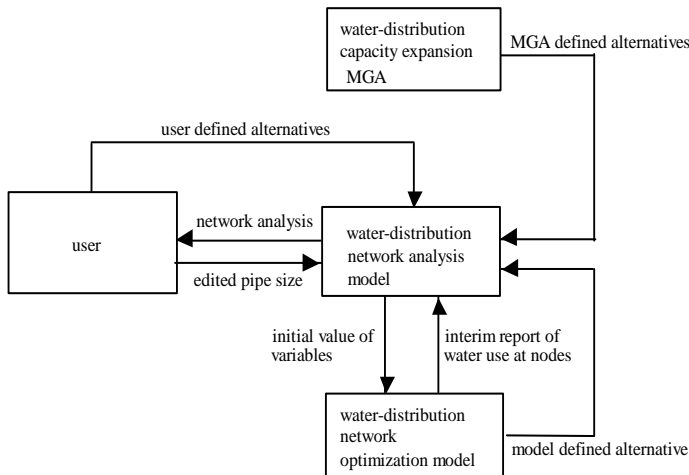 water-distribution
capacity expansion
MGA
MGA defined alternatives
user defined alternatives
user
network analysis
edited pipe size
water-distribution
network analysis
model
initial value of
variables
interim report of
water use at nodes
water-distribution
network
optimization model
model defined alternative